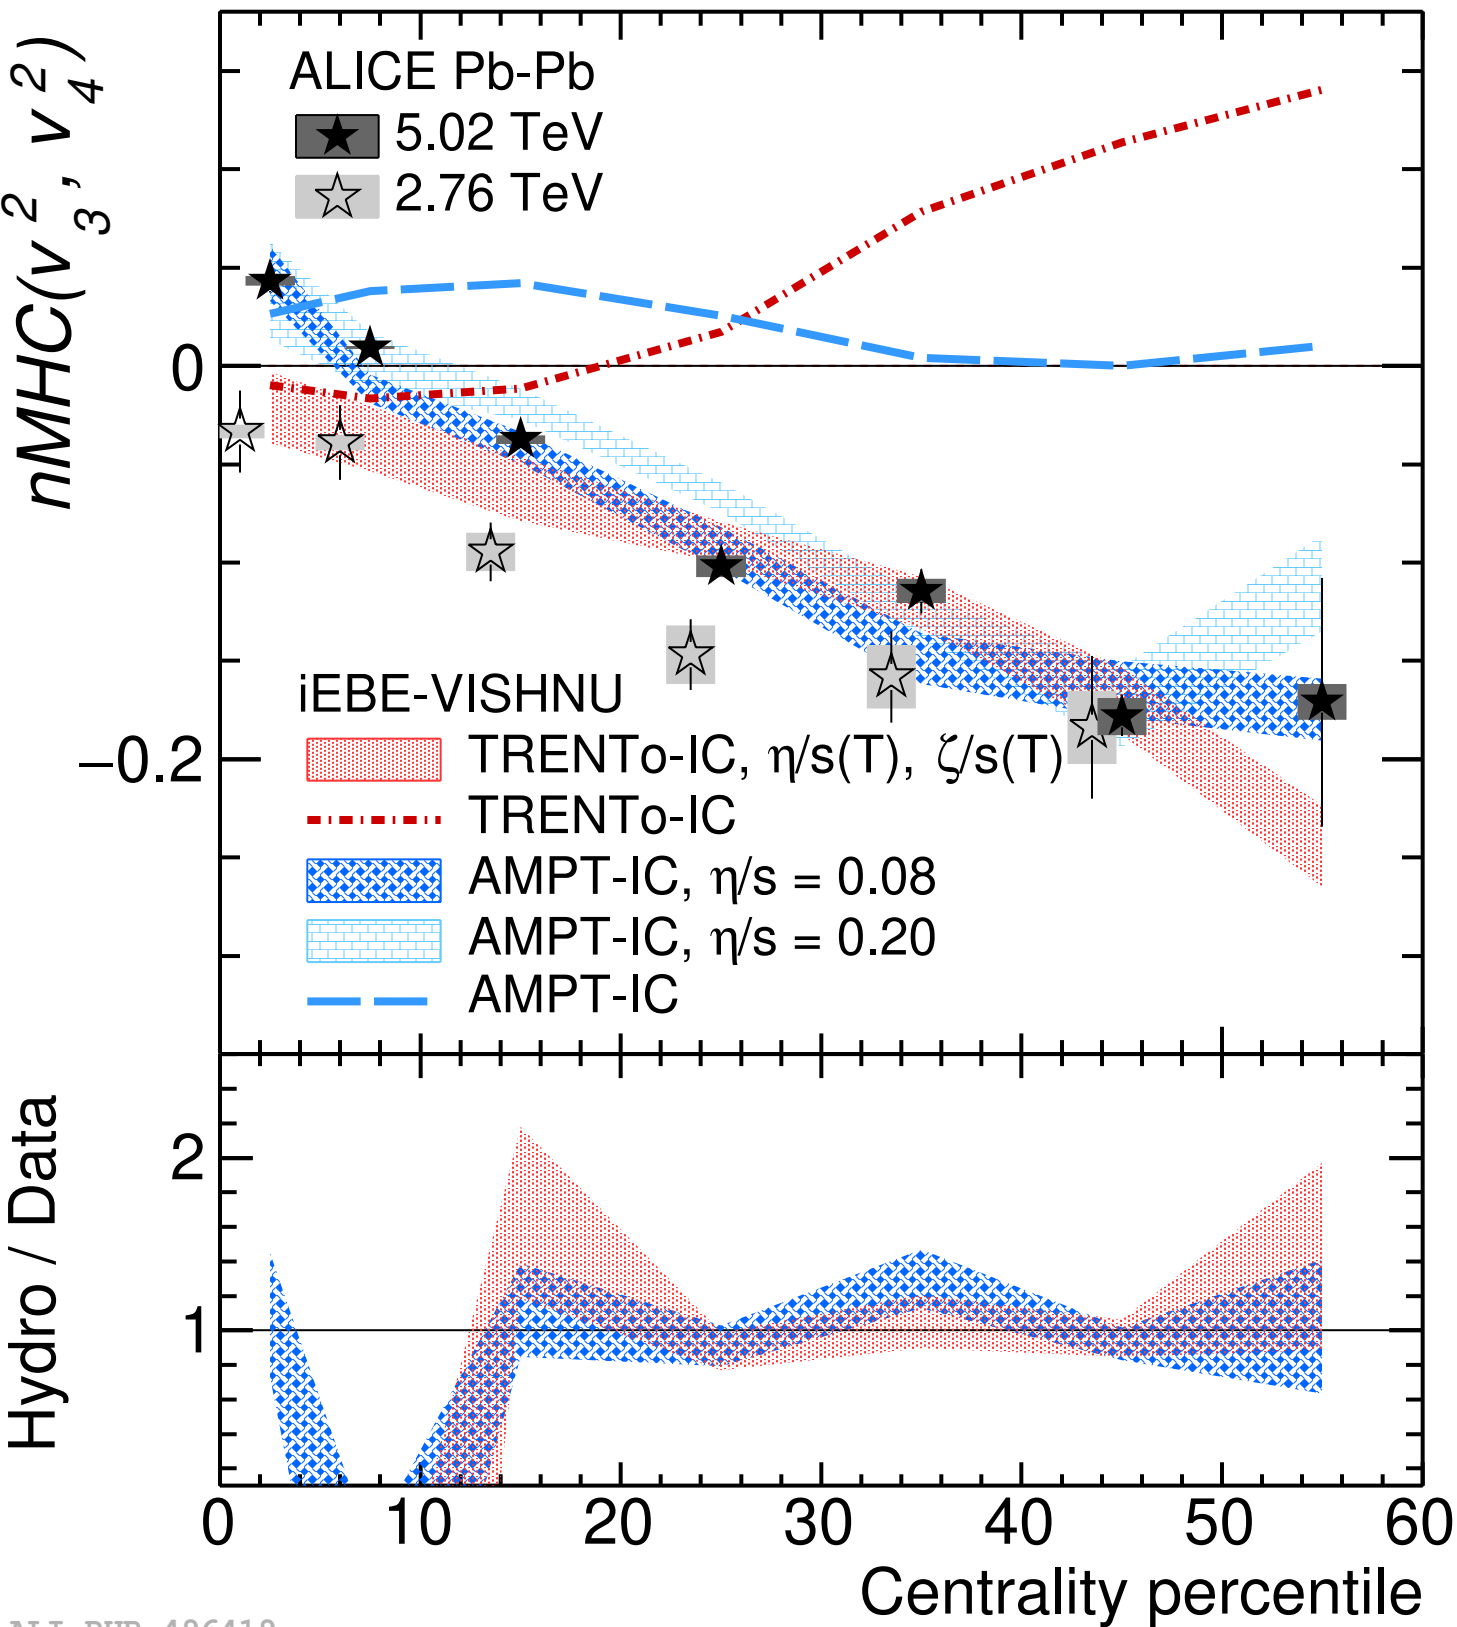 nMHC(v₃², v₄²)
ALICE Pb-Pb
5.02 TeV
2.76 TeV
0
iEBE-VISHNU
−0.2
TRENTo-IC, η/s(T), ζ/s(T)
TRENTo-IC
AMPT-IC, η/s = 0.08
AMPT-IC, η/s = 0.20
AMPT-IC
Hydro / Data
2
1
0 10 20 30 40 50 60
Centrality percentile